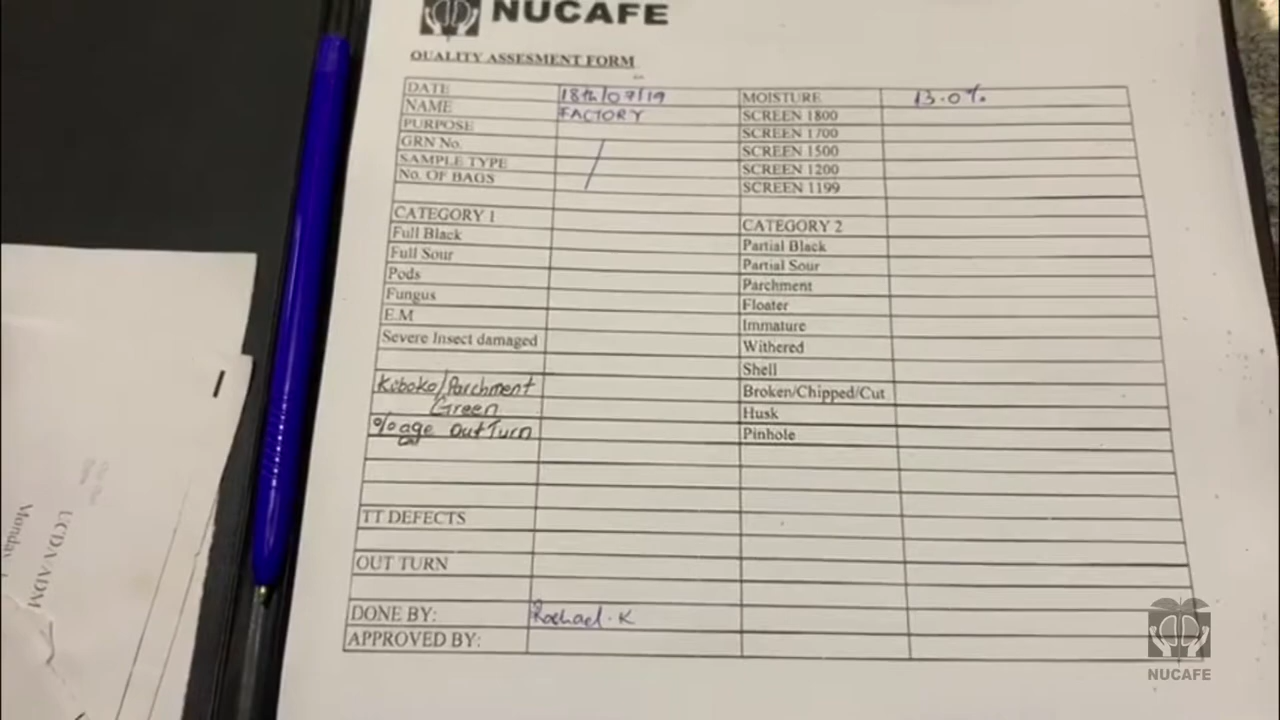 NUCAFE
QUALITY ASSESMENT FORM
DATE 18th/07/19 MOISTURE 13.0%
NAME FACTORY SCREEN 1800
PURPOSE SCREEN 1700
GRN No. SCREEN 1500
SAMPLE TYPE SCREEN 1200
No. OF BAGS SCREEN 1199
CATEGORY 1 CATEGORY 2
Full Black Partial Black
Full Sour Partial Sour
Pods Parchment
Fungus Floater
E.M Immature
Severe Insect damaged Withered
Shell
Kiboko/Parchment Broken/Chipped/Cut
Green Husk
%age OutTurn Pinhole
TT DEFECTS
OUT TURN
DONE BY: Rachael. K
APPROVED BY:
UCDA/ADM
Monday
NUCAFE